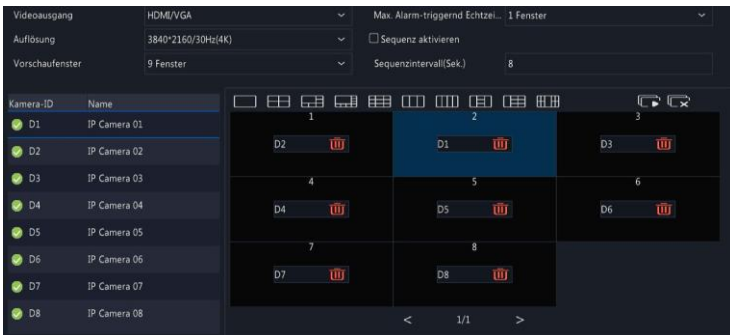 Videoausgang HDMI/VGA Max. Alarm-triggernd Echtzei... 1 Fenster
Auflösung 3840*2160/30Hz(4K) Sequenz aktivieren
Vorschaufenster 9 Fenster Sequenzintervall(Sek.) 8
Kamera-ID Name
D1 IP Camera 01
D2 IP Camera 02
D3 IP Camera 03
D4 IP Camera 04
D5 IP Camera 05
D6 IP Camera 06
D7 IP Camera 07
D8 IP Camera 08
1 2 3
D2 D1 D3
4 5 6
D4 D5 D6
7 8
D7 D8
< 1/1 >